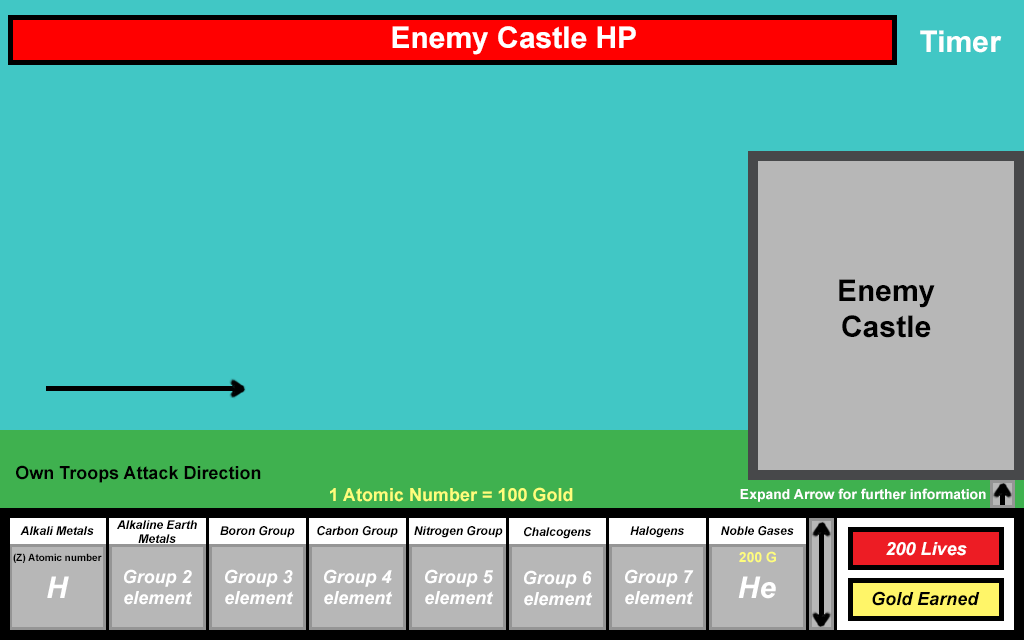 Enemy Castle HP
Timer
Enemy
Castle
Own Troops Attack Direction
1 Atomic Number = 100 Gold
Expand Arrow for further information
Alkali Metals
Alkaline Earth
Metals
Boron Group
Carbon Group
Nitrogen Group
Chalcogens
Halogens
Noble Gases
(Z) Atomic number
H
Group 2
element
Group 3
element
Group 4
element
Group 5
element
Group 6
element
Group 7
element
200 G
He
200 Lives
Gold Earned